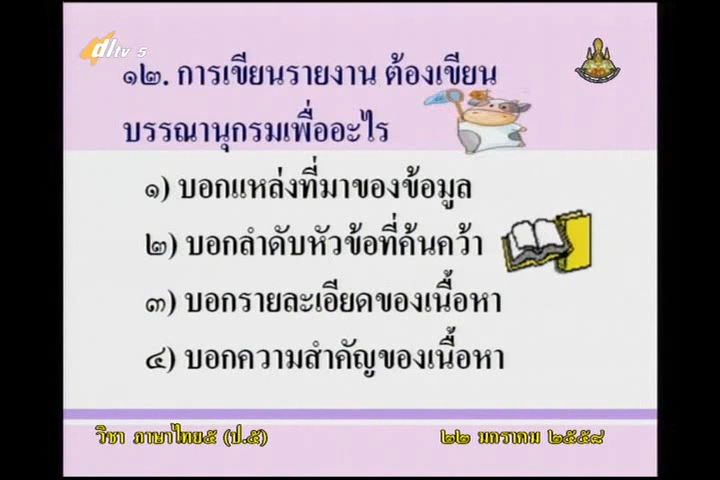 dltv 5
๑๒. การเขียนรายงาน ต้องเขียน
บรรณานุกรมเพื่ออะไร
๑) บอกแหล่งที่มาของข้อมูล
๒) บอกลำดับหัวข้อที่ค้นคว้า
๓) บอกรายละเอียดของเนื้อหา
๔) บอกความสำคัญของเนื้อหา
วิชา ภาษาไทย๕ (ป.๕)
๒๒ มกราคม ๒๕๕๘